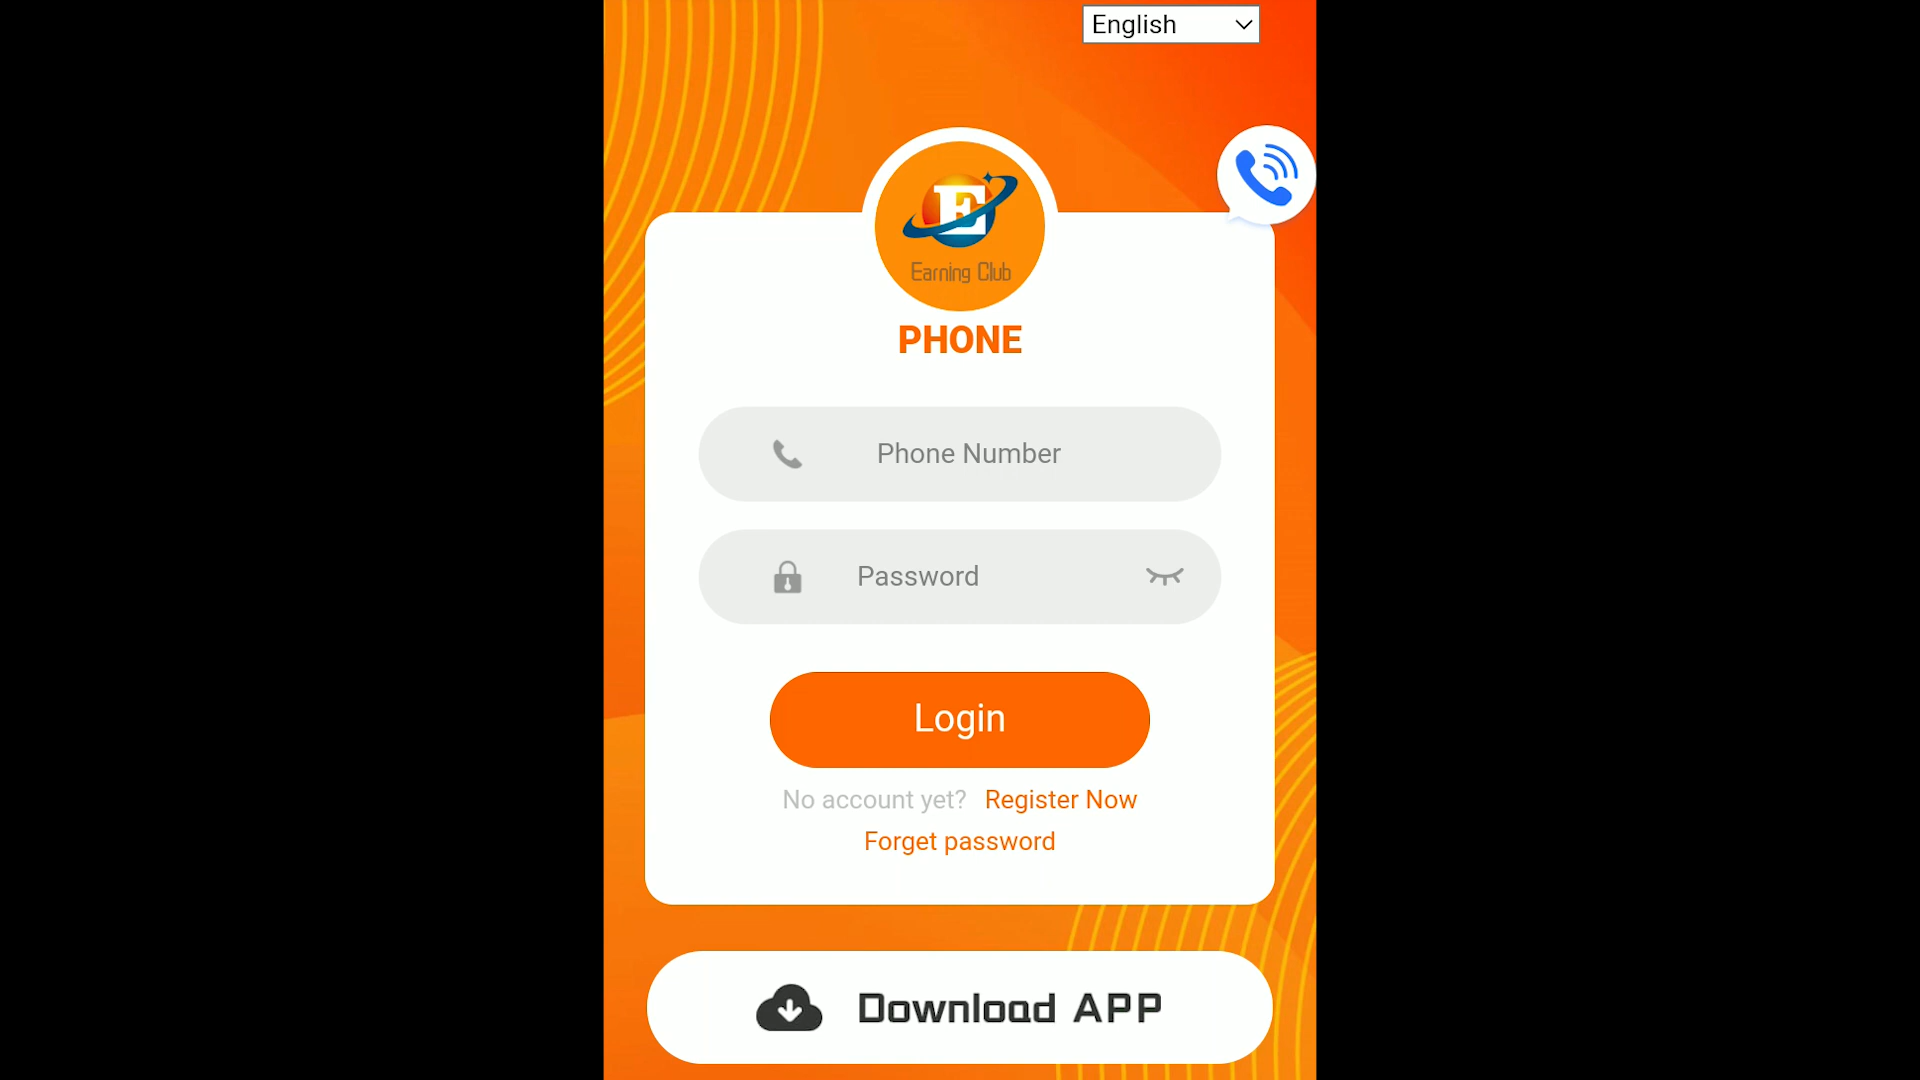 English
E
Earning Club
PHONE
Phone Number
Password
Login
No account yet? Register Now
Forget password
Download APP